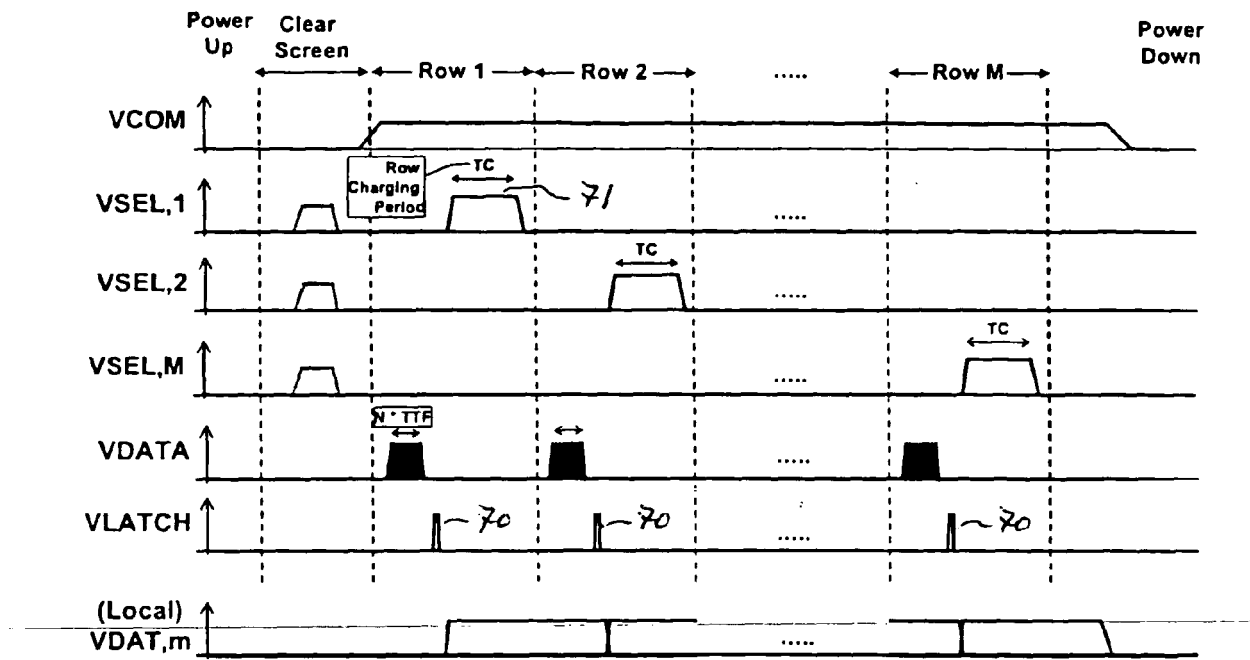 Power Up
Clear Screen
Power Down
Row 1
Row 2
.....
Row M
VCOM
Row Charging Period
TC
VSEL,1
71
.....
TC
VSEL,2
.....
TC
VSEL,M
.....
N * TTF
VDATA
.....
VLATCH
70
70
.....
70
(Local)
VDAT,m
.....